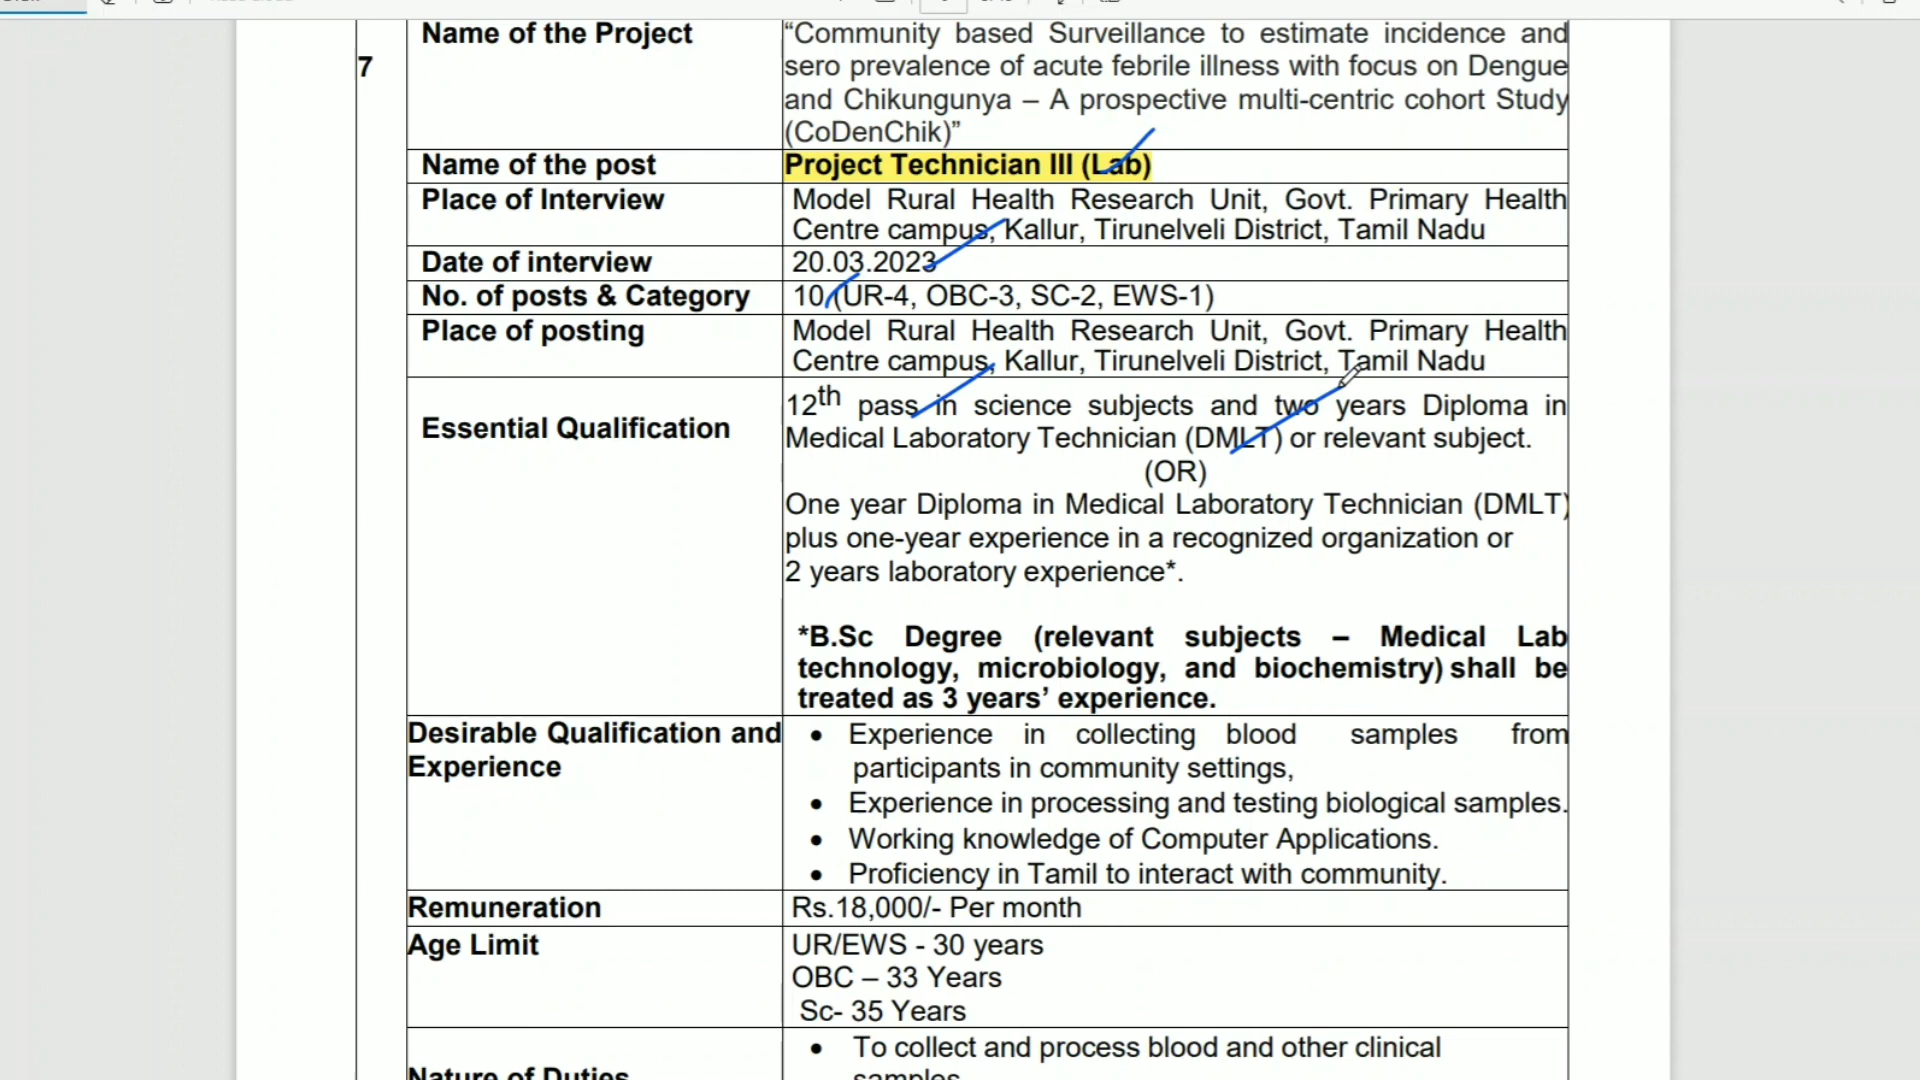 Name of the Project
“Community based Surveillance to estimate incidence and
7
sero prevalence of acute febrile illness with focus on Dengue
and Chikungunya – A prospective multi-centric cohort Study
(CoDenChik)”
Name of the post
Project Technician III (Lab)
Place of Interview
Model Rural Health Research Unit, Govt. Primary Health
Centre campus, Kallur, Tirunelveli District, Tamil Nadu
Date of interview
20.03.2023
No. of posts & Category
10 (UR-4, OBC-3, SC-2, EWS-1)
Place of posting
Model Rural Health Research Unit, Govt. Primary Health
Centre campus, Kallur, Tirunelveli District, Tamil Nadu
Essential Qualification
12th pass in science subjects and two years Diploma in
Medical Laboratory Technician (DMLT) or relevant subject.
(OR)
One year Diploma in Medical Laboratory Technician (DMLT)
plus one-year experience in a recognized organization or
2 years laboratory experience*.
*B.Sc Degree (relevant subjects – Medical Lab
technology, microbiology, and biochemistry) shall be
treated as 3 years’ experience.
Desirable Qualification and
Experience
• Experience in collecting blood samples from
participants in community settings,
• Experience in processing and testing biological samples.
• Working knowledge of Computer Applications.
• Proficiency in Tamil to interact with community.
Remuneration
Rs.18,000/- Per month
Age Limit
UR/EWS - 30 years
OBC – 33 Years
Sc- 35 Years
Nature of Duties
• To collect and process blood and other clinical
samples